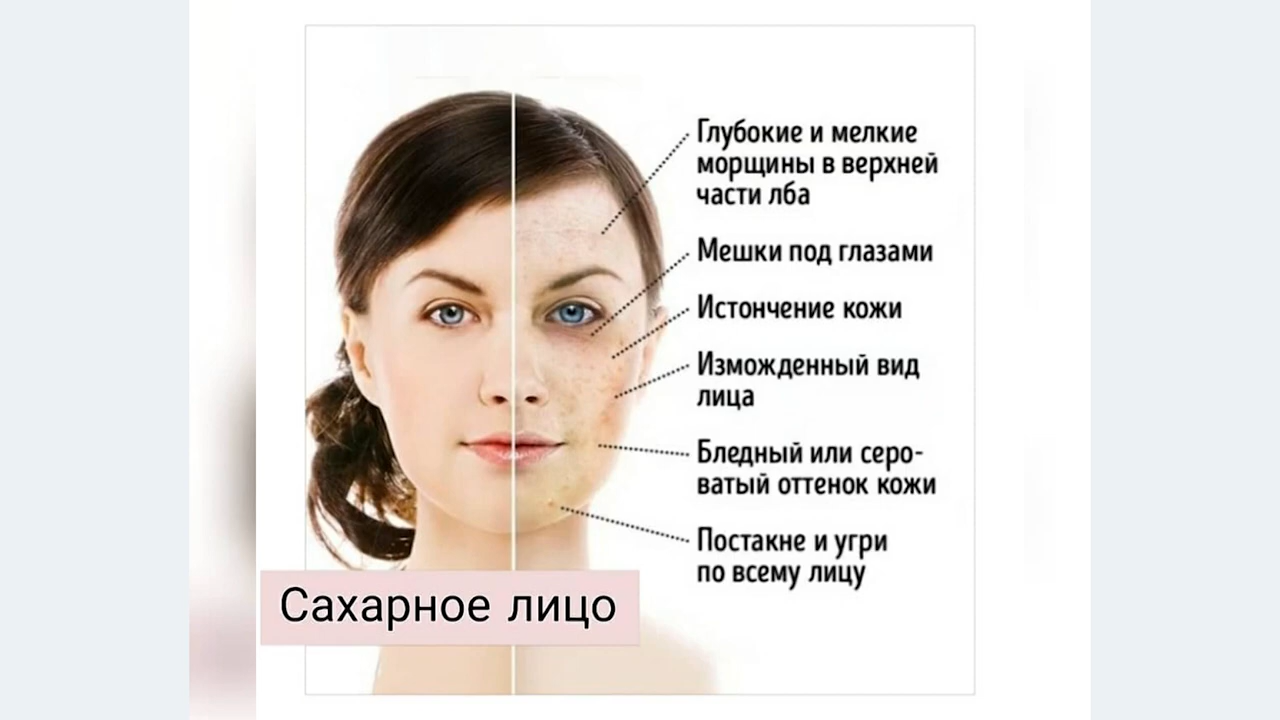 Глубокие и мелкие
морщины в верхней
части лба
Мешки под глазами
Истончение кожи
Изможденный вид
лица
Бледный или серо-
ватый оттенок кожи
Постакне и угри
по всему лицу
Сахарное лицо